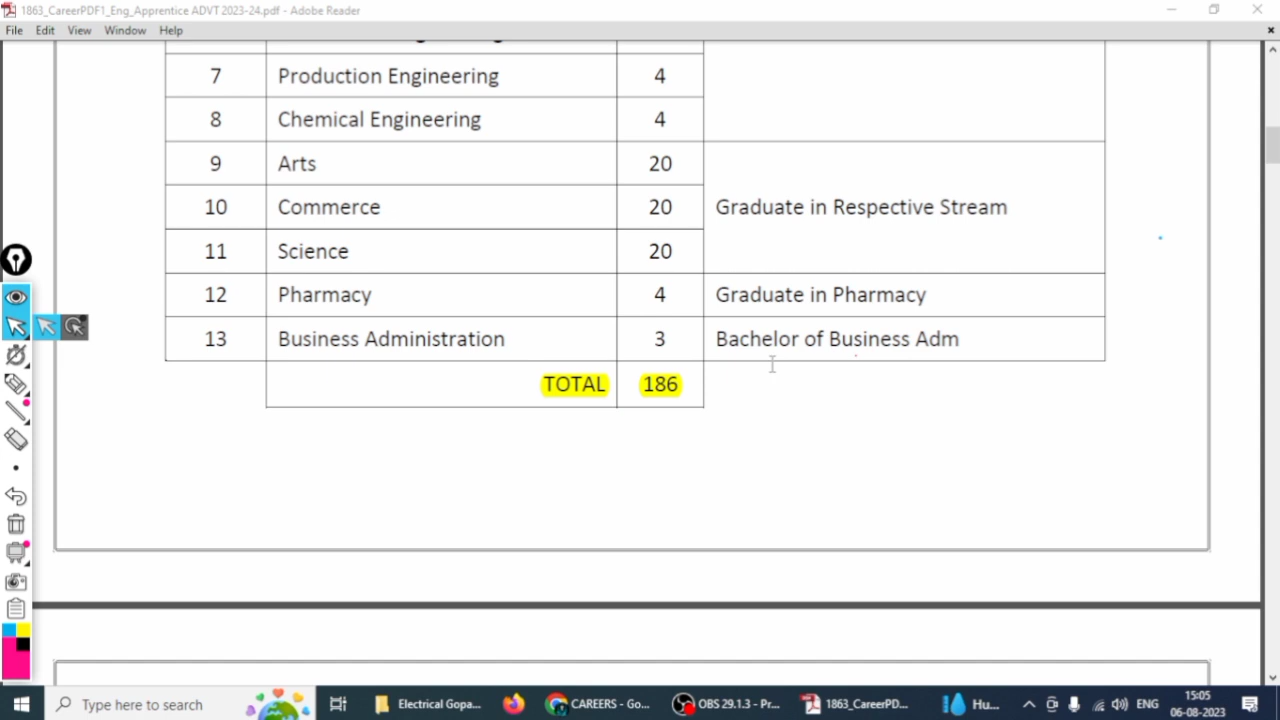 1863_CareerPDF1_Eng_Apprentice ADVT 2023-24.pdf - Adobe Reader
File Edit View Window Help
7 Production Engineering 4
8 Chemical Engineering 4
9 Arts 20
10 Commerce 20 Graduate in Respective Stream
11 Science 20
12 Pharmacy 4 Graduate in Pharmacy
13 Business Administration 3 Bachelor of Business Adm
TOTAL 186
Type here to search
Electrical Gopa...
CAREERS - Go...
OBS 29.1.3 - Pr...
1863_CareerPD...
Hu...
ENG
15:05
06-08-2023